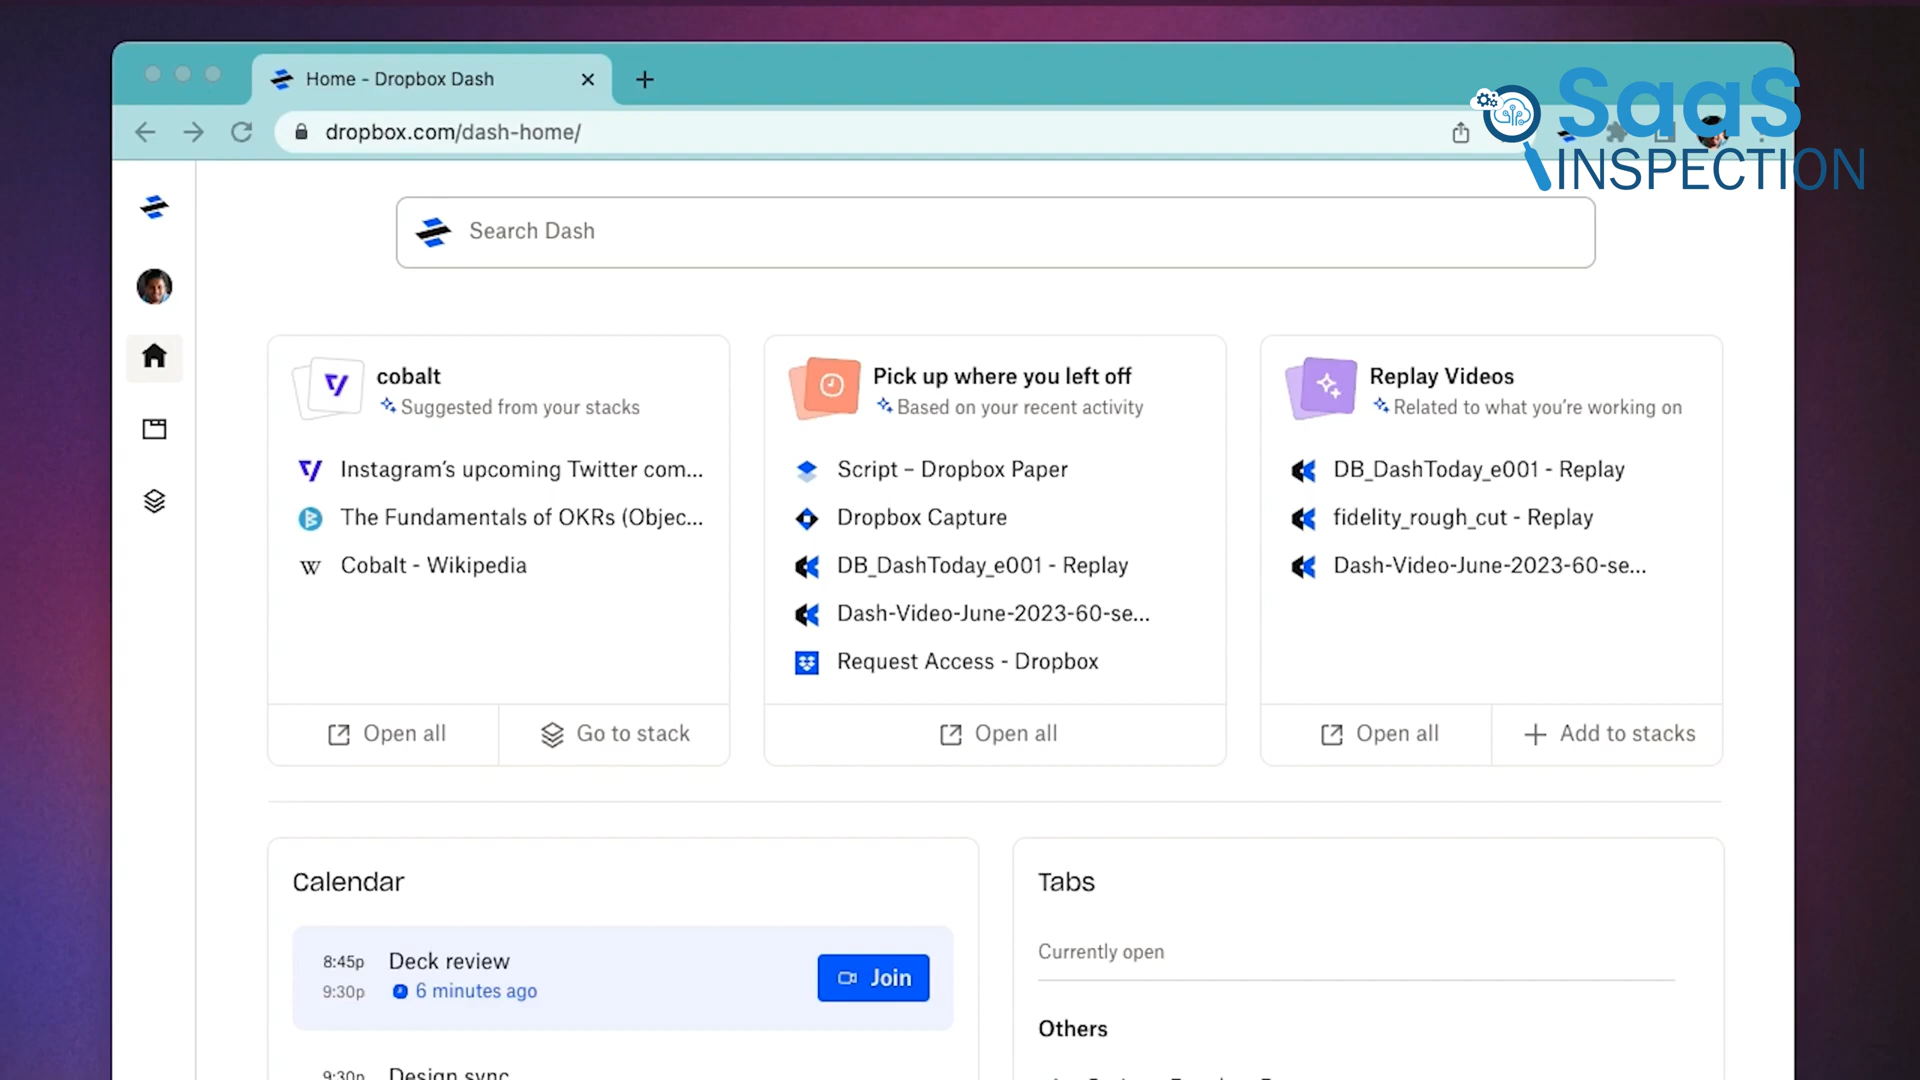 Home - Dropbox Dash
dropbox.com/dash-home/
SaaS
INSPECTION
Search Dash
cobalt
Suggested from your stacks
Instagram's upcoming Twitter com...
The Fundamentals of OKRs (Objec...
Cobalt - Wikipedia
Open all
Go to stack
Pick up where you left off
Based on your recent activity
Script – Dropbox Paper
Dropbox Capture
DB_DashToday_e001 - Replay
Dash-Video-June-2023-60-se...
Request Access - Dropbox
Open all
Replay Videos
Related to what you're working on
DB_DashToday_e001 - Replay
fidelity_rough_cut - Replay
Dash-Video-June-2023-60-se...
Open all
Add to stacks
Calendar
8:45p Deck review
9:30p 6 minutes ago
Join
9:30p Design sync
Tabs
Currently open
Others